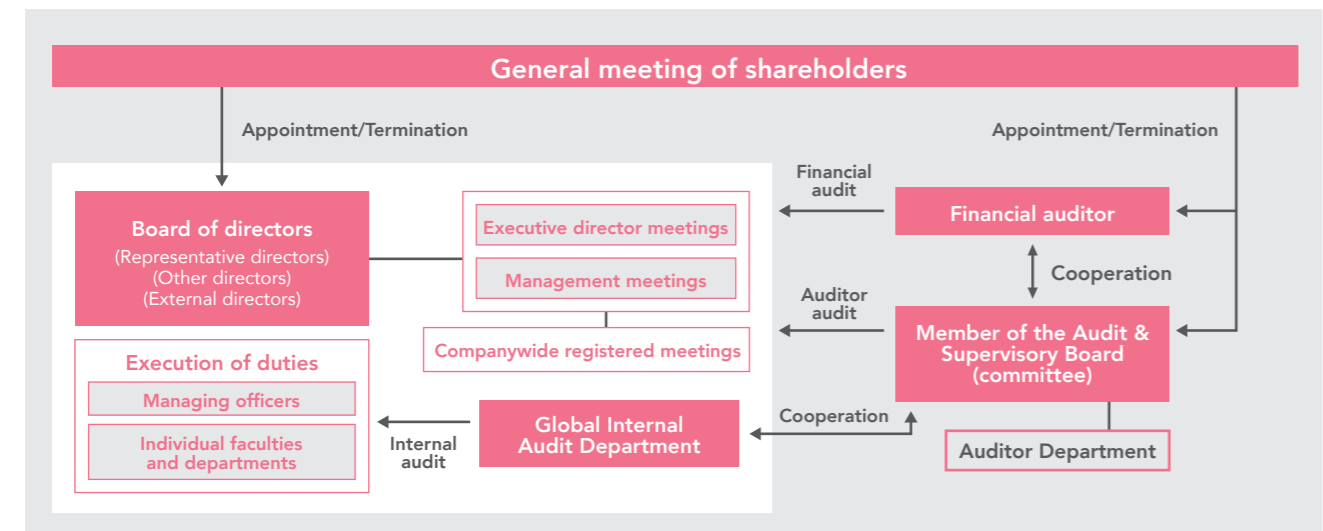 General meeting of shareholders
Appointment/Termination
Appointment/Termination
Board of directors
(Representative directors)
(Other directors)
(External directors)
Executive director meetings
Management meetings
Companywide registered meetings
Financial
audit
Financial auditor
Cooperation
Auditor
audit
Member of the Audit &
Supervisory Board
(committee)
Execution of duties
Managing officers
Individual faculties
and departments
Internal
audit
Global Internal
Audit Department
Cooperation
Auditor Department